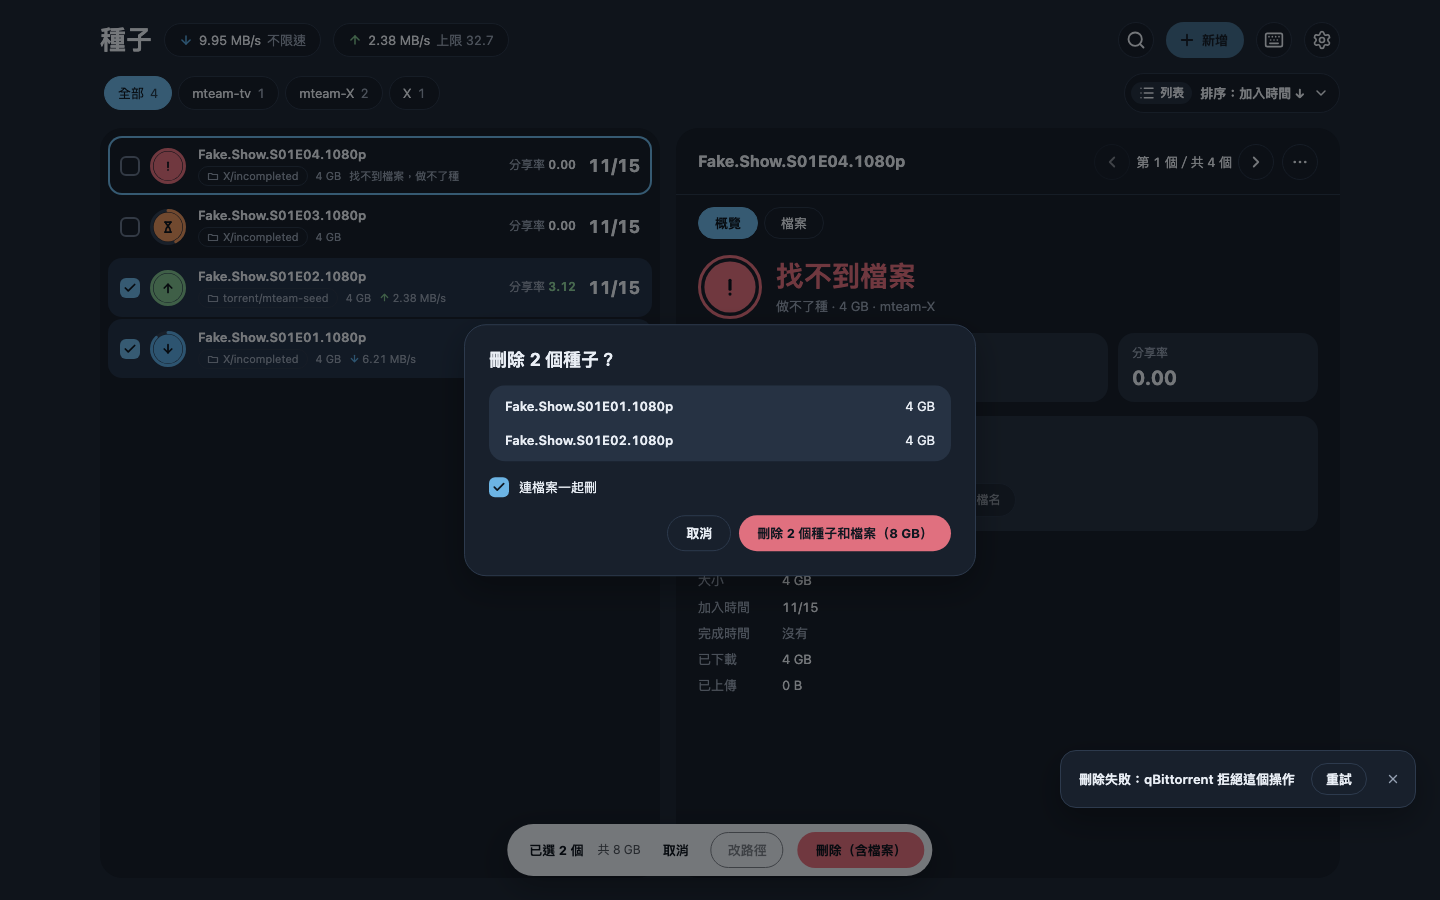 種子
9.95 MB/s 不限速
2.38 MB/s 上限 32.7
新增
全部 4
mteam-tv 1
mteam-X 2
X 1
列表
排序：加入時間
Fake.Show.S01E04.1080p
X/incompleted 4 GB 找不到檔案，做不了種
分享率 0.00 11/15
Fake.Show.S01E03.1080p
X/incompleted 4 GB
分享率 0.00 11/15
Fake.Show.S01E02.1080p
torrent/mteam-seed 4 GB 2.38 MB/s
分享率 3.12 11/15
Fake.Show.S01E01.1080p
X/incompleted 4 GB 6.21 MB/s
Fake.Show.S01E04.1080p
第 1 個 / 共 4 個
概覽
檔案
找不到檔案
做不了種 · 4 GB · mteam-X
分享率
0.00
檔名
刪除 2 個種子？
Fake.Show.S01E01.1080p 4 GB
Fake.Show.S01E02.1080p 4 GB
連檔案一起刪
取消
刪除 2 個種子和檔案（8 GB）
大小 4 GB
加入時間 11/15
完成時間 沒有
已下載 4 GB
已上傳 0 B
刪除失敗：qBittorrent 拒絕這個操作
重試
已選 2 個 共 8 GB 取消 改路徑 刪除（含檔案）